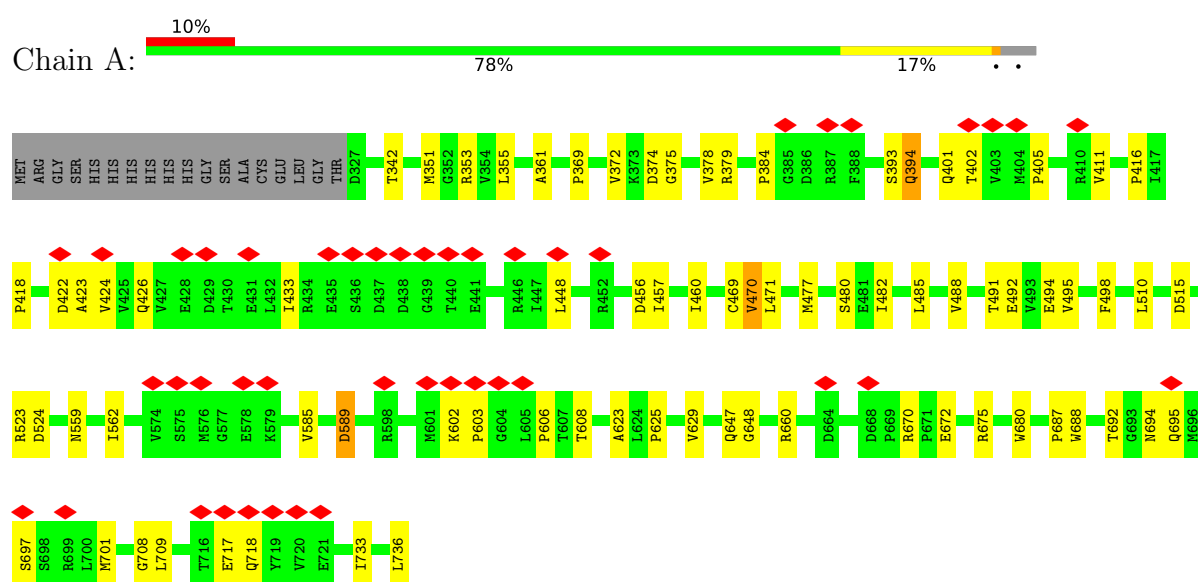 10%
Chain A:
78% 17% • •
MET ARG GLY SER HIS HIS HIS HIS HIS HIS GLY SER ALA CYS GLU LEU GLY THR D327 T342 M351 G352 R353 V354 L355 A361 P369 V372 K373 D374 G375 V378 R379 P384 G385 D386 R387 F388 S393 Q394 Q401 T402 V403 M404 P405 R410 V411 P416 I417
P418 D422 A423 V424 V425 Q426 V427 E428 D429 T430 E431 L432 I433 R434 E435 S436 D437 D438 G439 T440 E441 R446 I447 L448 R452 D456 I457 I460 C469 V470 L471 M477 S480 E481 I482 L485 V488 T491 E492 V493 E494 V495 F498 L510 D515
R523 D524 N559 I562 V574 S575 M576 G577 E578 K579 V585 D589 R598 M601 K602 P603 G604 L605 P606 T607 T608 A623 L624 P625 V629 Q647 G648 R660 D664 D668 P669 R670 P671 E672 R675 W680 P687 W688 T692 G693 N694 Q695 M696
S697 S698 R699 L700 M701 G708 L709 T716 E717 Q718 Y719 V720 E721 I733 L736